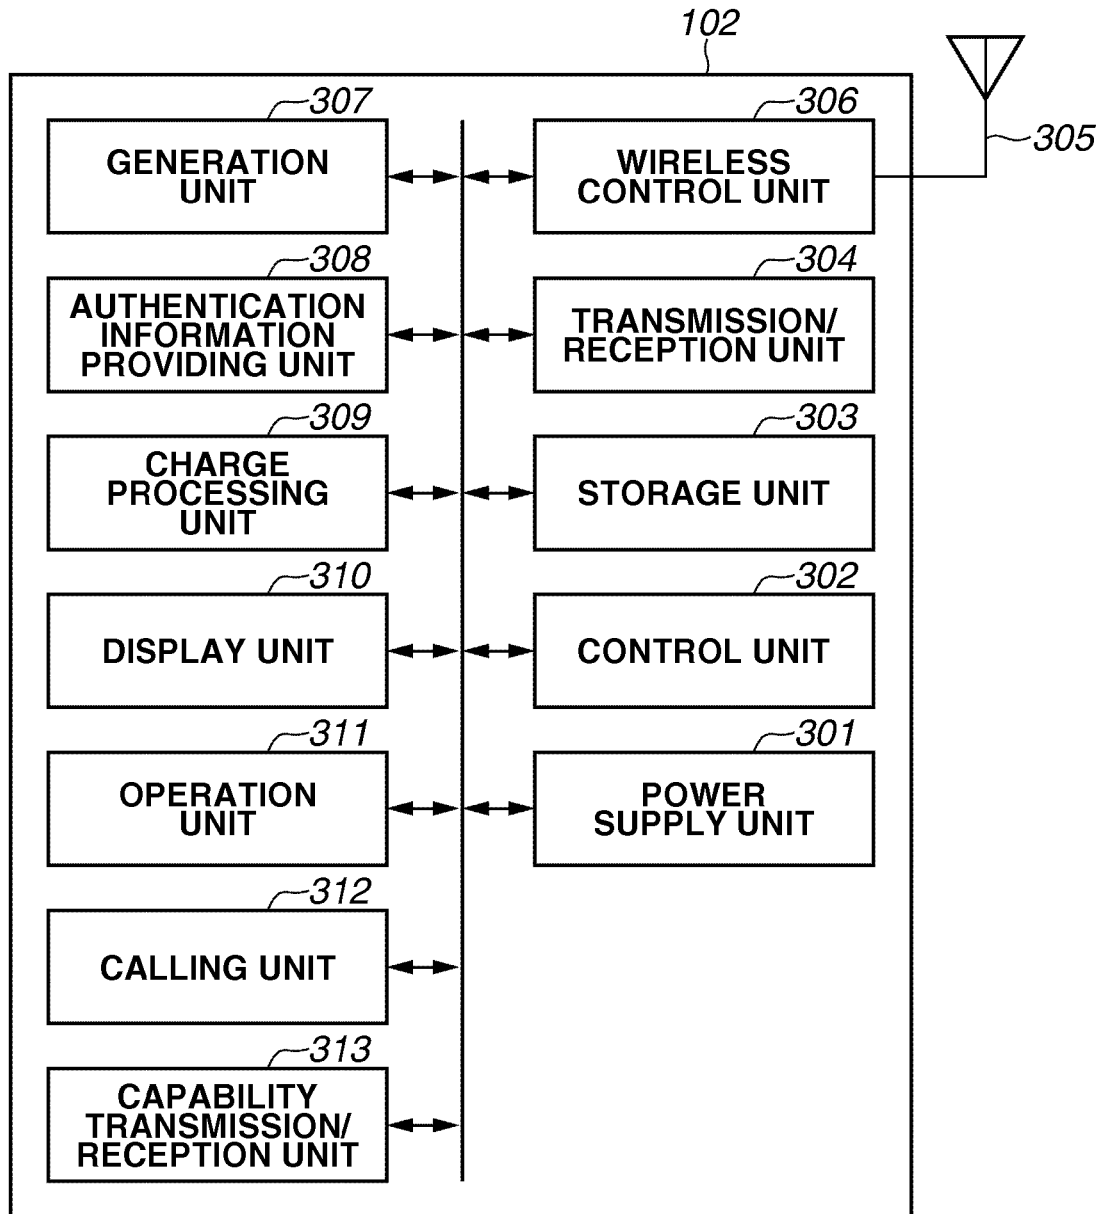 102
305
307
GENERATION
UNIT
306
WIRELESS
CONTROL UNIT
308
AUTHENTICATION
INFORMATION
PROVIDING UNIT
304
TRANSMISSION/
RECEPTION UNIT
309
CHARGE
PROCESSING
UNIT
303
STORAGE UNIT
310
DISPLAY UNIT
302
CONTROL UNIT
311
OPERATION
UNIT
301
POWER
SUPPLY UNIT
312
CALLING UNIT
313
CAPABILITY
TRANSMISSION/
RECEPTION UNIT